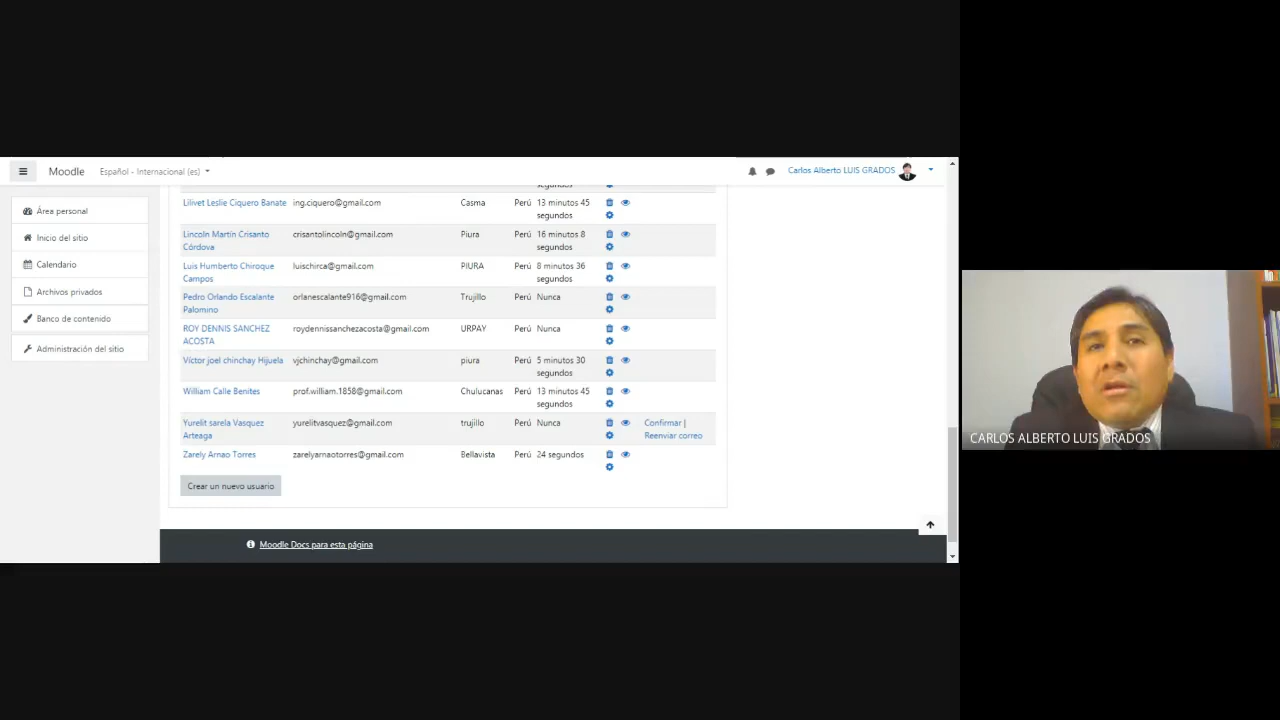 Moodle Español - Internacional (es) Carlos Alberto LUIS GRADOS
Área personal
Inicio del sitio
Calendario
Archivos privados
Banco de contenido
Administración del sitio
segundos
Lilivet Leslie Ciquero Banate ing.ciquero@gmail.com Casma Perú 13 minutos 45
segundos
Lincoln Martín Crisanto crisantolincoln@gmail.com Piura Perú 16 minutos 8
Córdova segundos
Luis Humberto Chiroque luischirca@gmail.com PIURA Perú 8 minutos 36
Campos segundos
Pedro Orlando Escalante orlanescalante916@gmail.com Trujillo Perú Nunca
Palomino
ROY DENNIS SANCHEZ roydennissanchezacosta@gmail.com URPAY Perú Nunca
ACOSTA
Víctor joel chinchay Hijuela vjchinchay@gmail.com piura Perú 5 minutos 30
segundos
William Calle Benites prof.william.1858@gmail.com Chulucanas Perú 13 minutos 45
segundos
Yurelit sarela Vasquez yurelitvasquez@gmail.com trujillo Perú Nunca Confirmar |
Arteaga Reenviar correo
Zarely Arnao Torres zarelyarnaotorres@gmail.com Bellavista Perú 24 segundos
Crear un nuevo usuario
Moodle Docs para esta página
CARLOS ALBERTO LUIS GRADOS